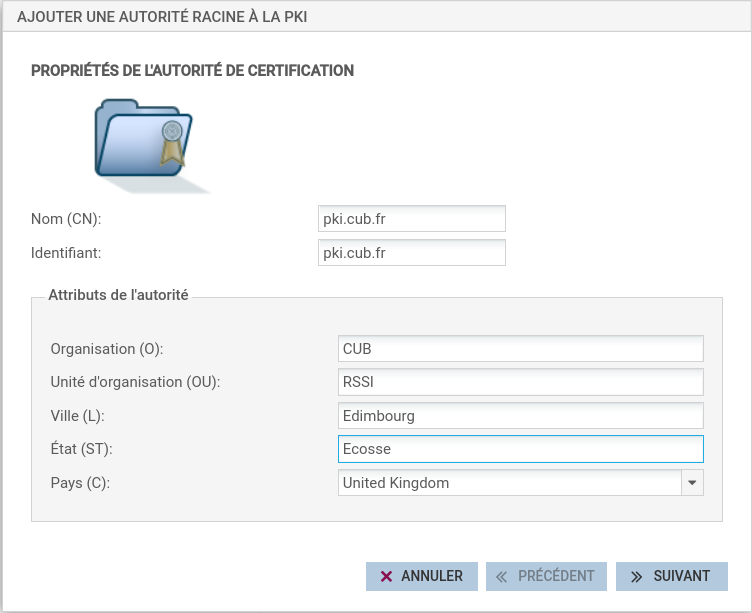 AJOUTER UNE AUTORITÉ RACINE À LA PKI
PROPRIÉTÉS DE L'AUTORITÉ DE CERTIFICATION
Nom (CN): pki.cub.fr
Identifiant: pki.cub.fr
Attributs de l'autorité
Organisation (O): CUB
Unité d'organisation (OU): RSSI
Ville (L): Edimbourg
État (ST): Ecosse
Pays (C): United Kingdom
ANNULER PRÉCÉDENT SUIVANT